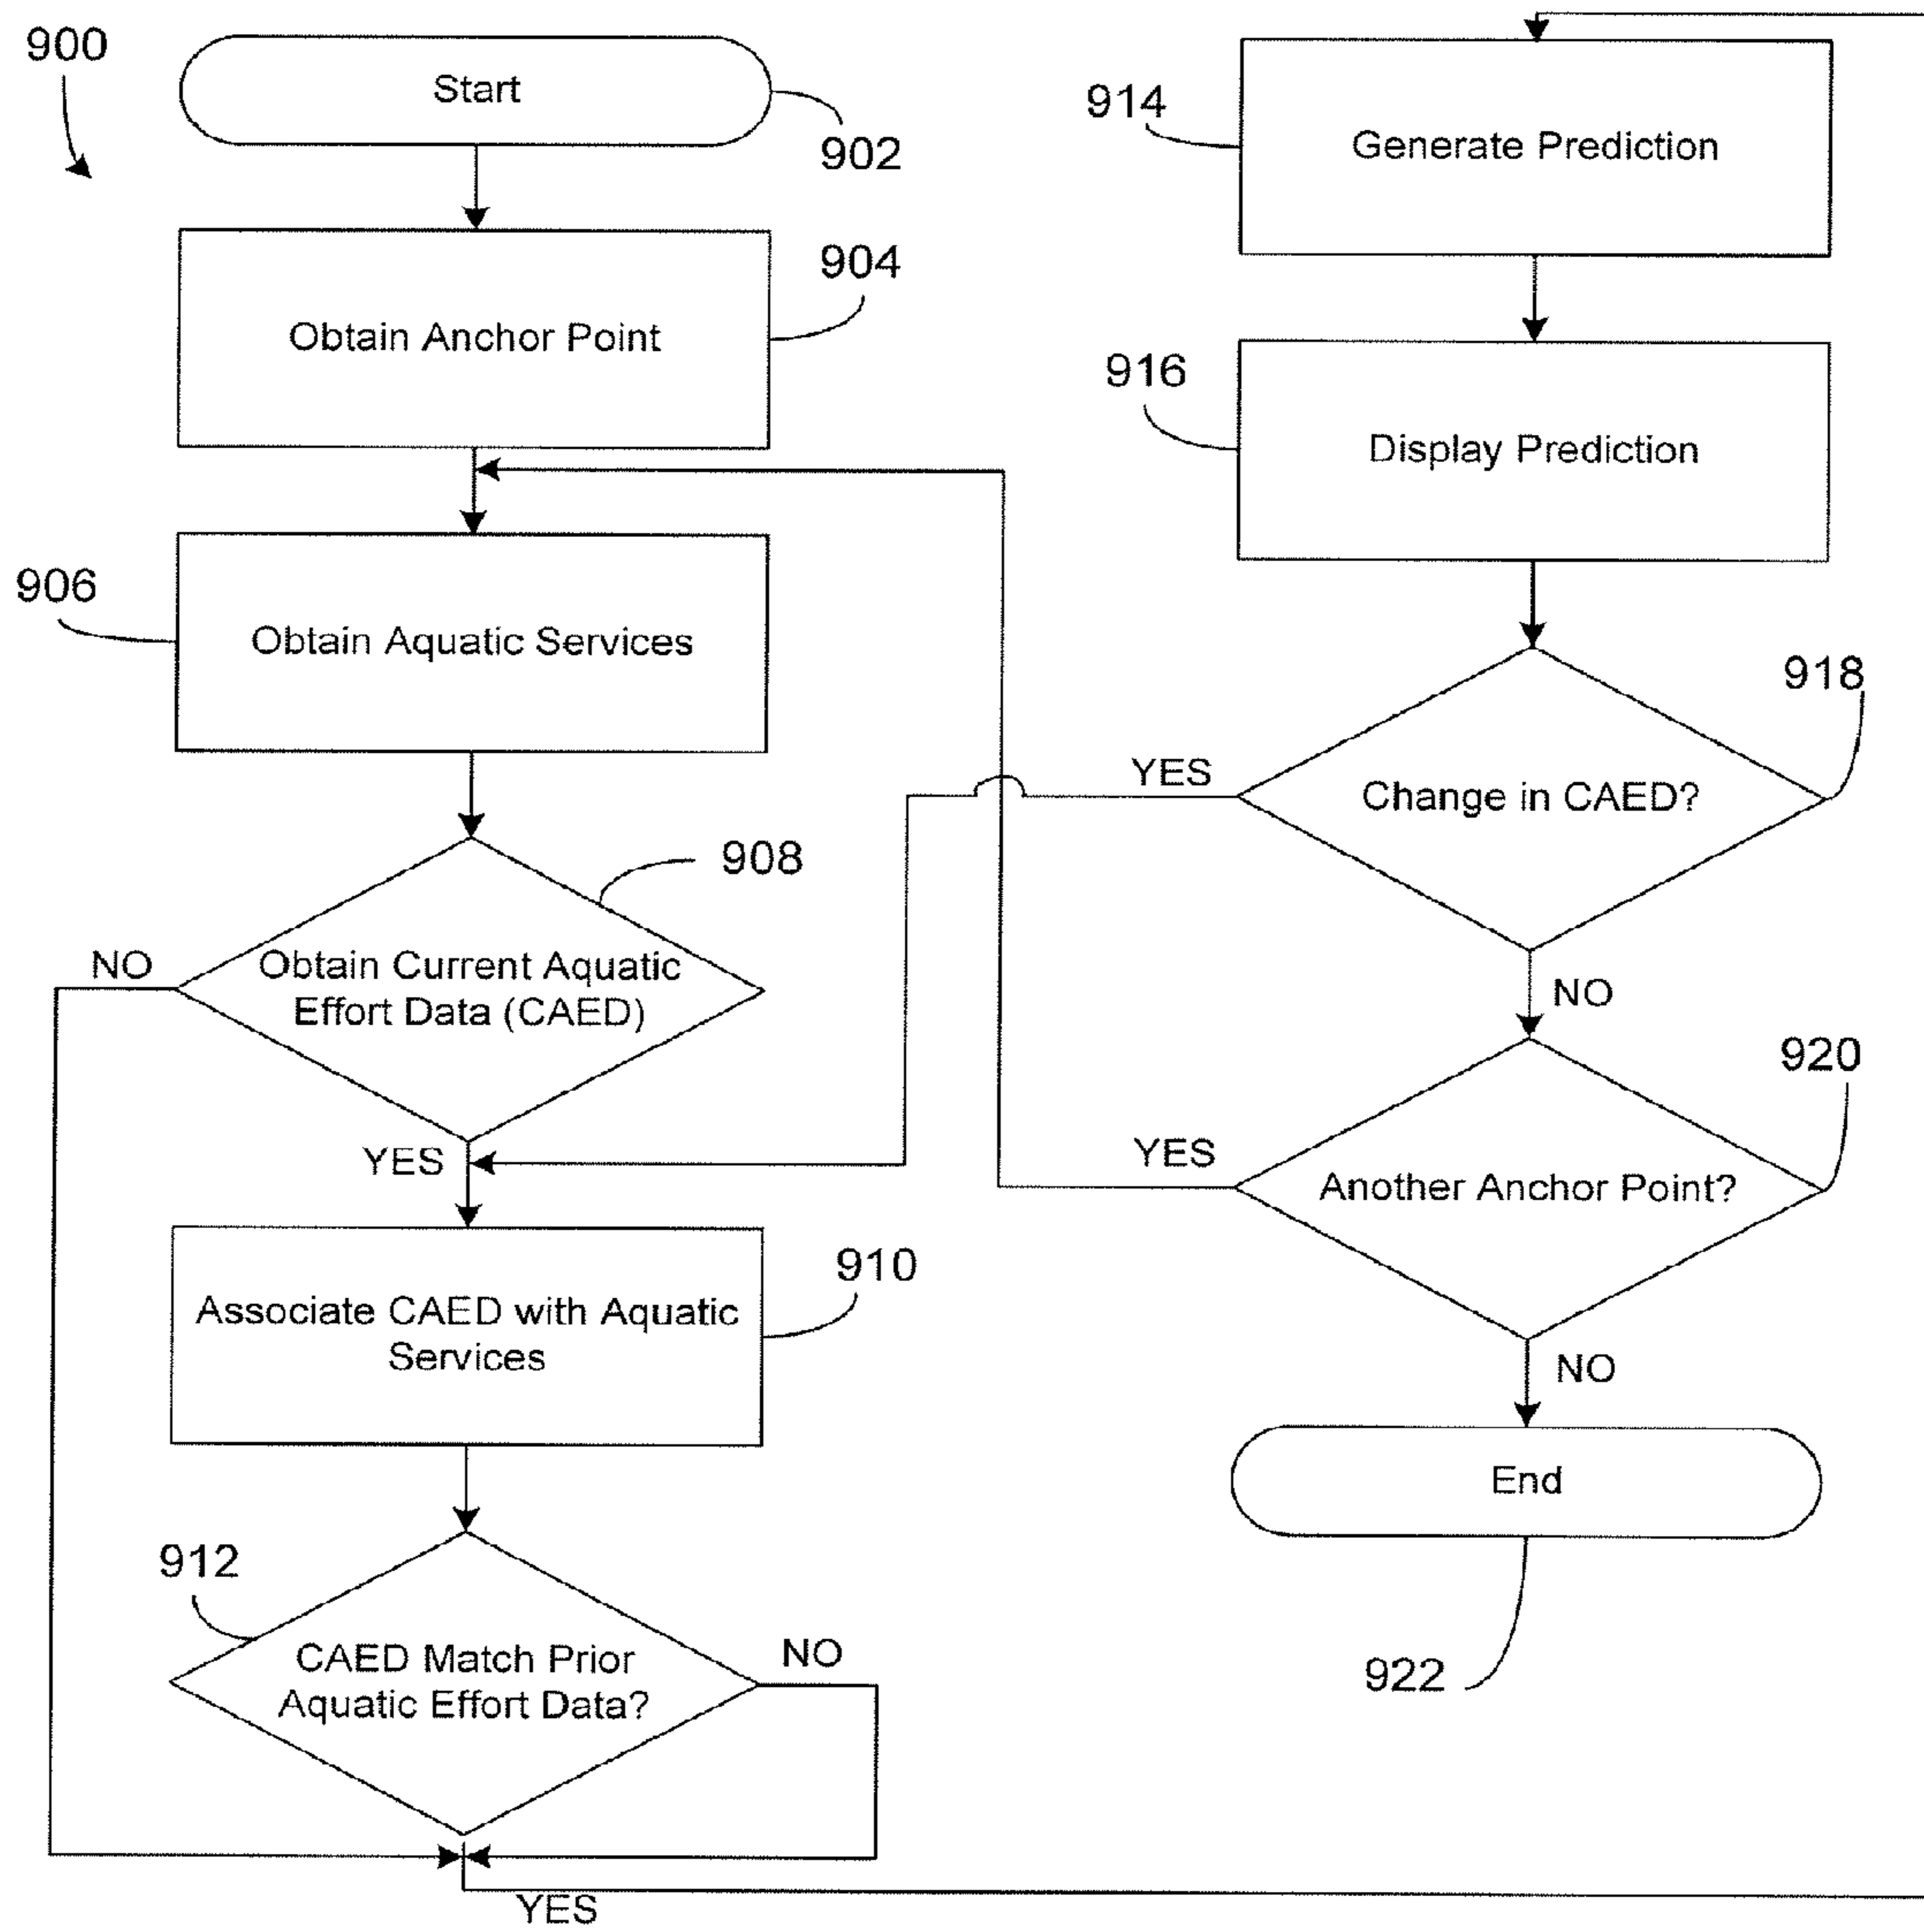 900
Start
902
904
Obtain Anchor Point
906
Obtain Aquatic Services
908
NO
Obtain Current Aquatic
Effort Data (CAED)
YES
910
Associate CAED with Aquatic
Services
912
CAED Match Prior
Aquatic Effort Data?
NO
YES
914
Generate Prediction
916
Display Prediction
918
YES
Change in CAED?
NO
920
YES
Another Anchor Point?
NO
End
922